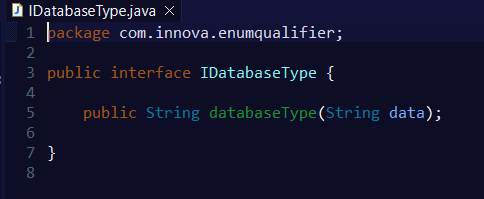 IDatabaseType.java
1 package com.innova.enumqualifier;
2
3 public interface IDatabaseType {
4
5 public String databaseType(String data);
6
7 }
8